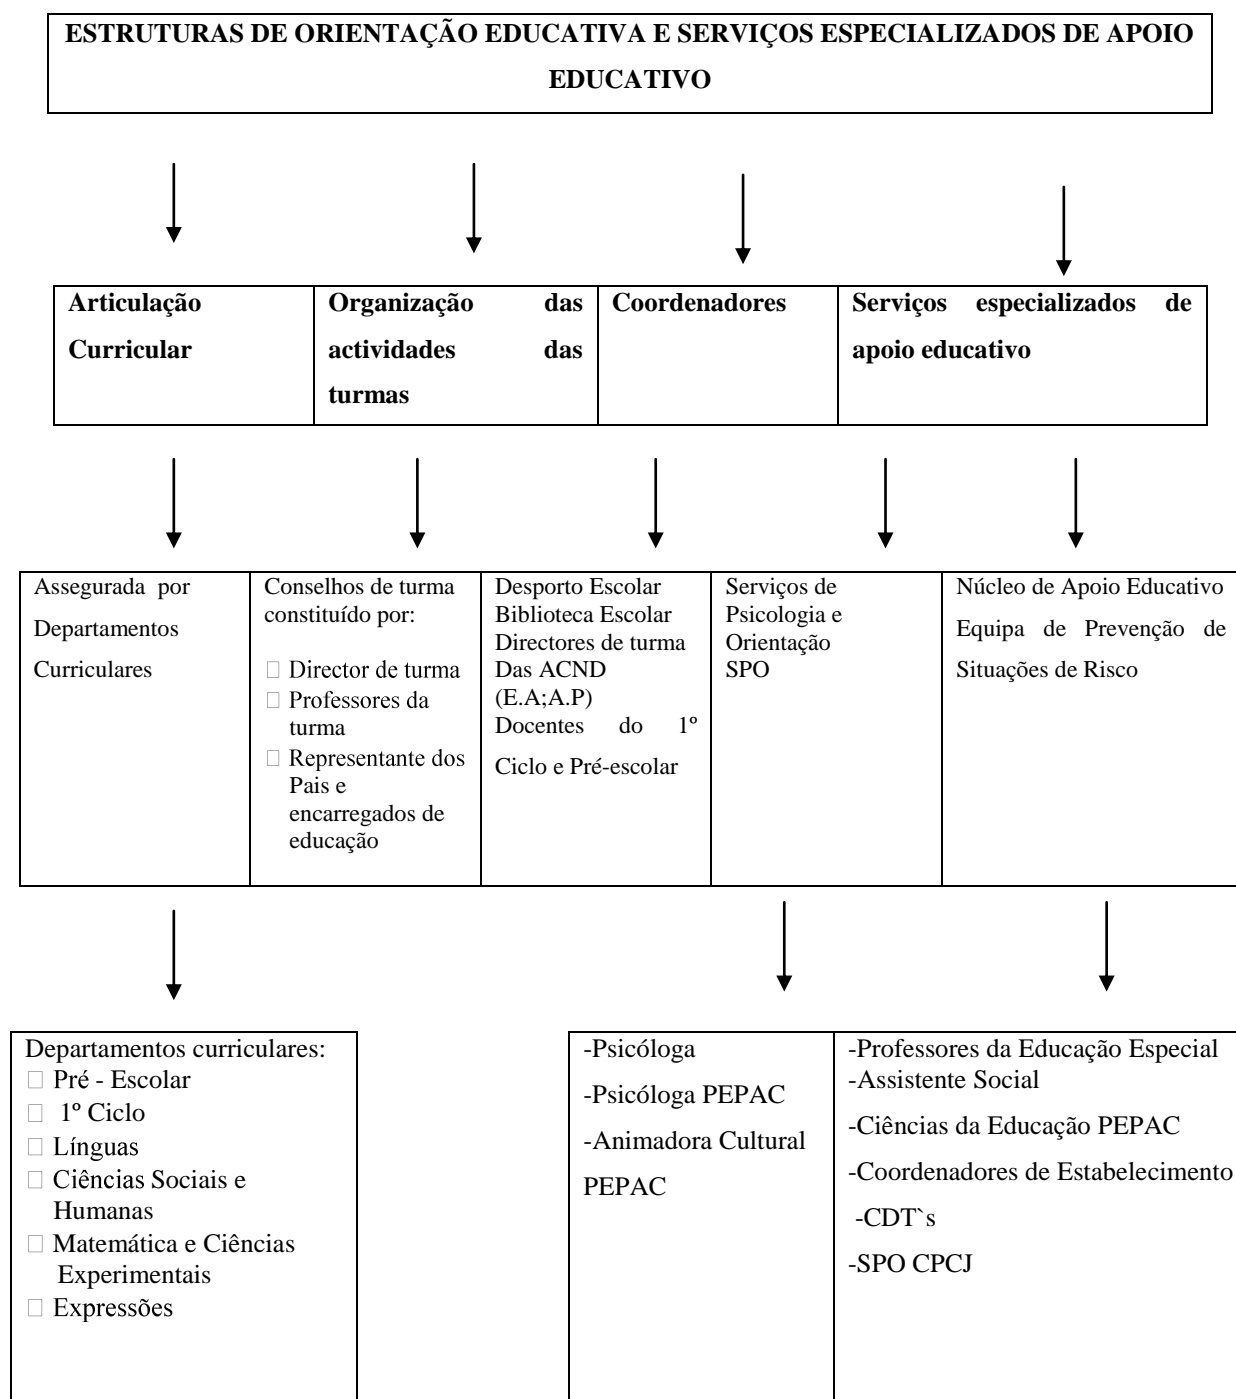 ESTRUTURAS DE ORIENTAÇÃO EDUCATIVA E SERVIÇOS ESPECIALIZADOS DE APOIO
EDUCATIVO
Articulação
Curricular
Organização das
actividades das
turmas
Coordenadores
Serviços especializados de
apoio educativo
Assegurada por
Departamentos
Curriculares
Conselhos de turma
constituído por:
□ Director de turma
□ Professores da
turma
□ Representante dos
Pais e
encarregados de
educação
Desporto Escolar
Biblioteca Escolar
Directores de turma
Das ACND
(E.A;A.P)
Docentes do 1º
Ciclo e Pré-escolar
Serviços de
Psicologia e
Orientação
SPO
Núcleo de Apoio Educativo
Equipa de Prevenção de
Situações de Risco
Departamentos curriculares:
□ Pré - Escolar
□ 1º Ciclo
□ Línguas
□ Ciências Sociais e
Humanas
□ Matemática e Ciências
Experimentais
□ Expressões
-Psicóloga
-Psicóloga PEPAC
-Animadora Cultural
PEPAC
-Professores da Educação Especial
-Assistente Social
-Ciências da Educação PEPAC
-Coordenadores de Estabelecimento
-CDT`s
-SPO CPCJ